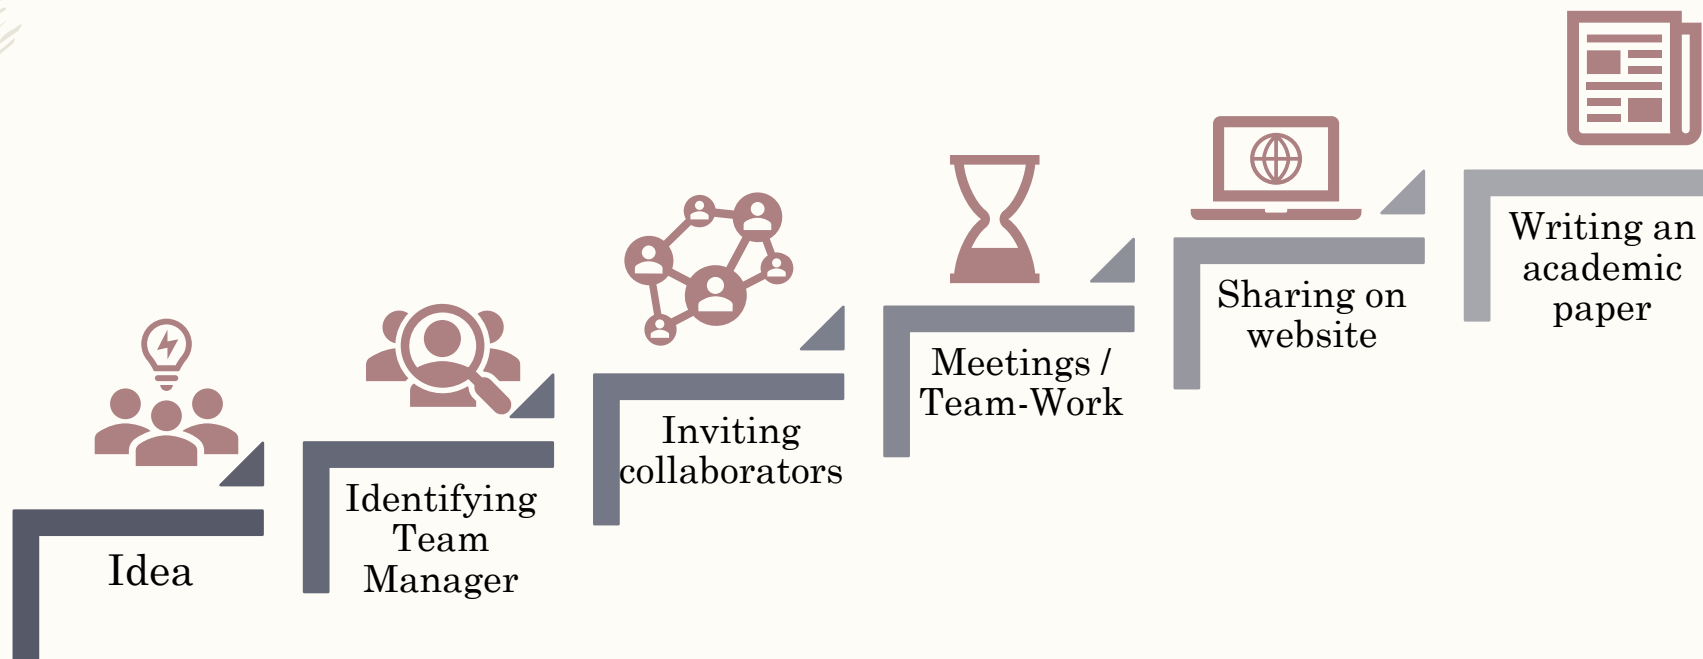 Idea
Identifying
Team
Manager
Inviting
collaborators
Meetings /
Team-Work
Sharing on
website
Writing an
academic
paper